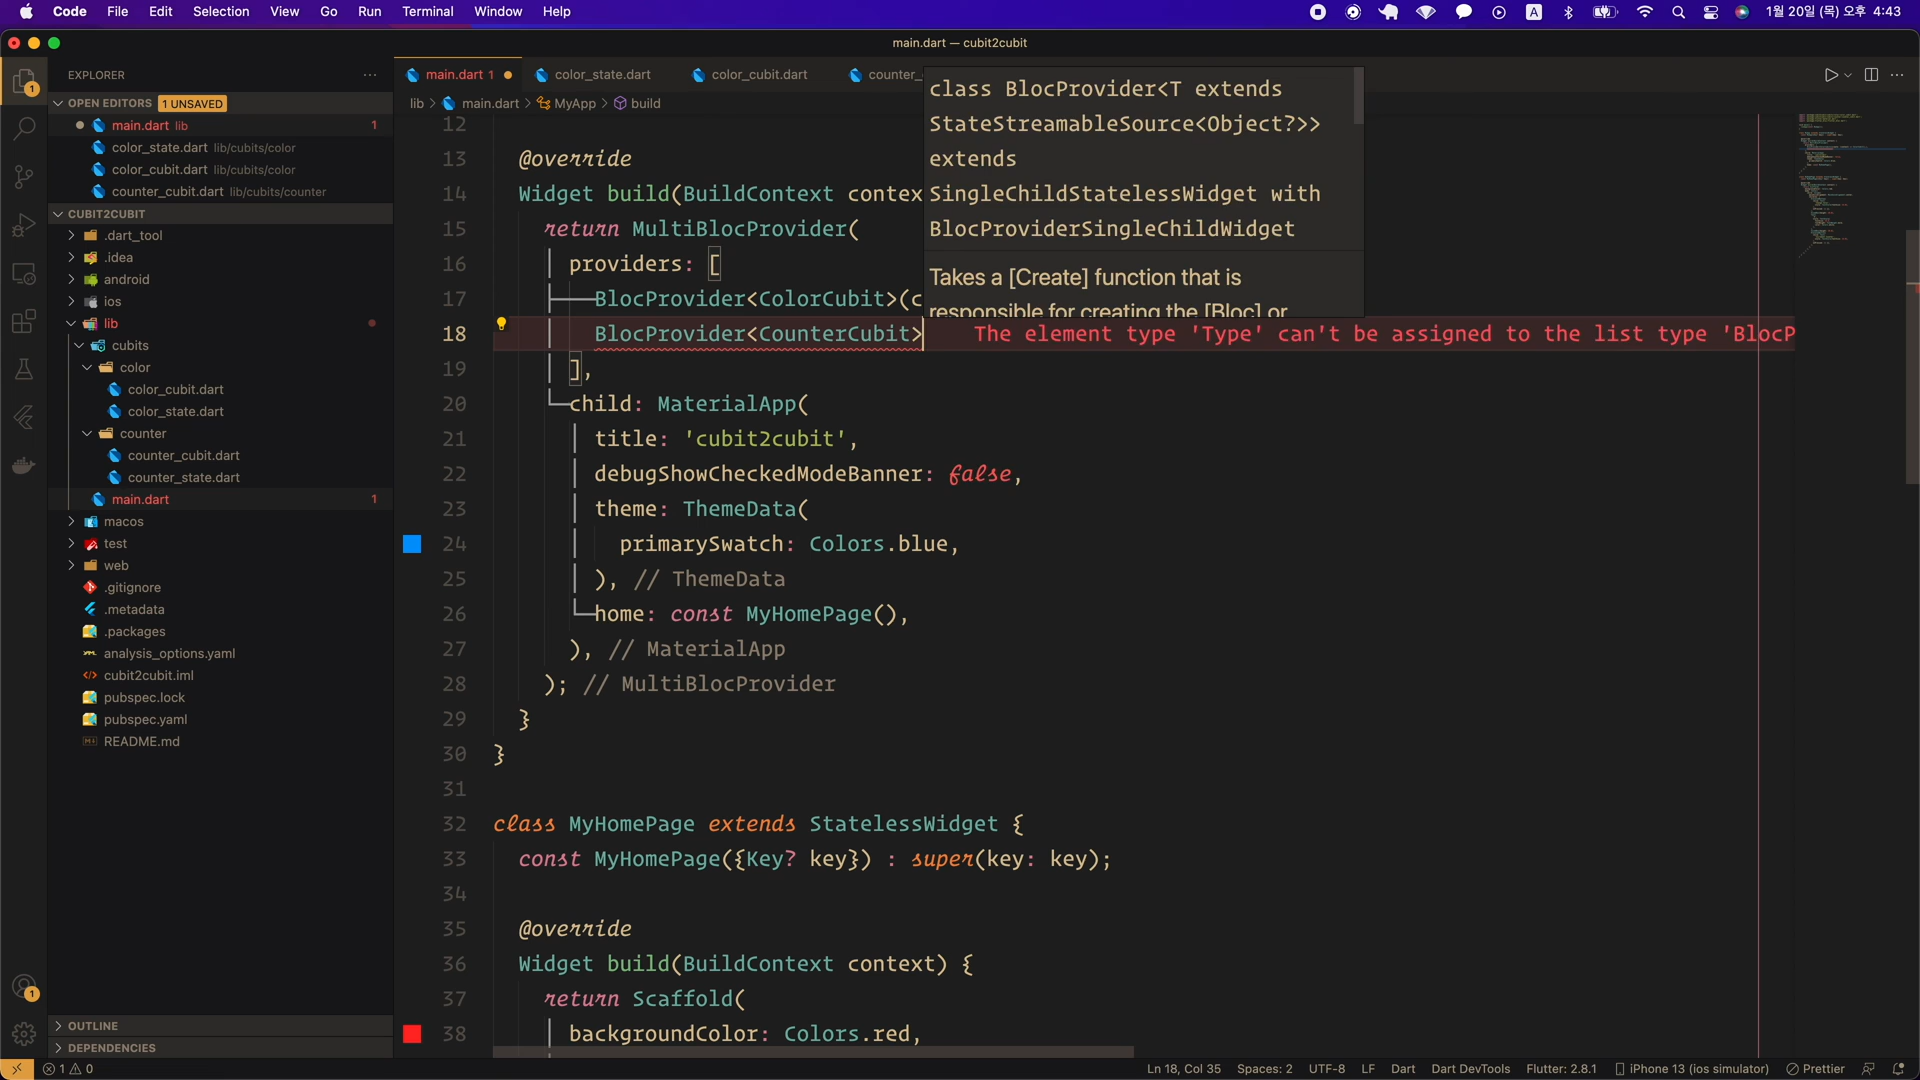 Code File Edit Selection View Go Run Terminal Window Help
A
1월 20일 (목) 오후 4:43
main.dart — cubit2cubit
EXPLORER
main.dart 1
color_state.dart
color_cubit.dart
counter_
OPEN EDITORS 1 UNSAVED
lib > main.dart > MyApp > build
main.dart lib 1
color_state.dart lib/cubits/color
color_cubit.dart lib/cubits/color
counter_cubit.dart lib/cubits/counter
CUBIT2CUBIT
.dart_tool
.idea
android
ios
lib
cubits
color
color_cubit.dart
color_state.dart
counter
counter_cubit.dart
counter_state.dart
main.dart 1
macos
test
web
.gitignore
.metadata
.packages
analysis_options.yaml
cubit2cubit.iml
pubspec.lock
pubspec.yaml
README.md
OUTLINE
DEPENDENCIES
class BlocProvider<T extends
StateStreamableSource<Object?>>
extends
SingleChildStatelessWidget with
BlocProviderSingleChildWidget
Takes a [Create] function that is
responsible for creating the [Bloc] or
12
13 @override
14 Widget build(BuildContext contex
15 return MultiBlocProvider(
16 providers: [
17 BlocProvider<ColorCubit>(c
18 BlocProvider<CounterCubit> The element type 'Type' can't be assigned to the list type 'BlocP
19 ],
20 child: MaterialApp(
21 title: 'cubit2cubit',
22 debugShowCheckedModeBanner: false,
23 theme: ThemeData(
24 primarySwatch: Colors.blue,
25 ), // ThemeData
26 home: const MyHomePage(),
27 ), // MaterialApp
28 ); // MultiBlocProvider
29 }
30 }
31
32 class MyHomePage extends StatelessWidget {
33 const MyHomePage({Key? key}) : super(key: key);
34
35 @override
36 Widget build(BuildContext context) {
37 return Scaffold(
38 backgroundColor: Colors.red,
1 0
Ln 18, Col 35 Spaces: 2 UTF-8 LF Dart Dart DevTools Flutter: 2.8.1 iPhone 13 (ios simulator) Prettier